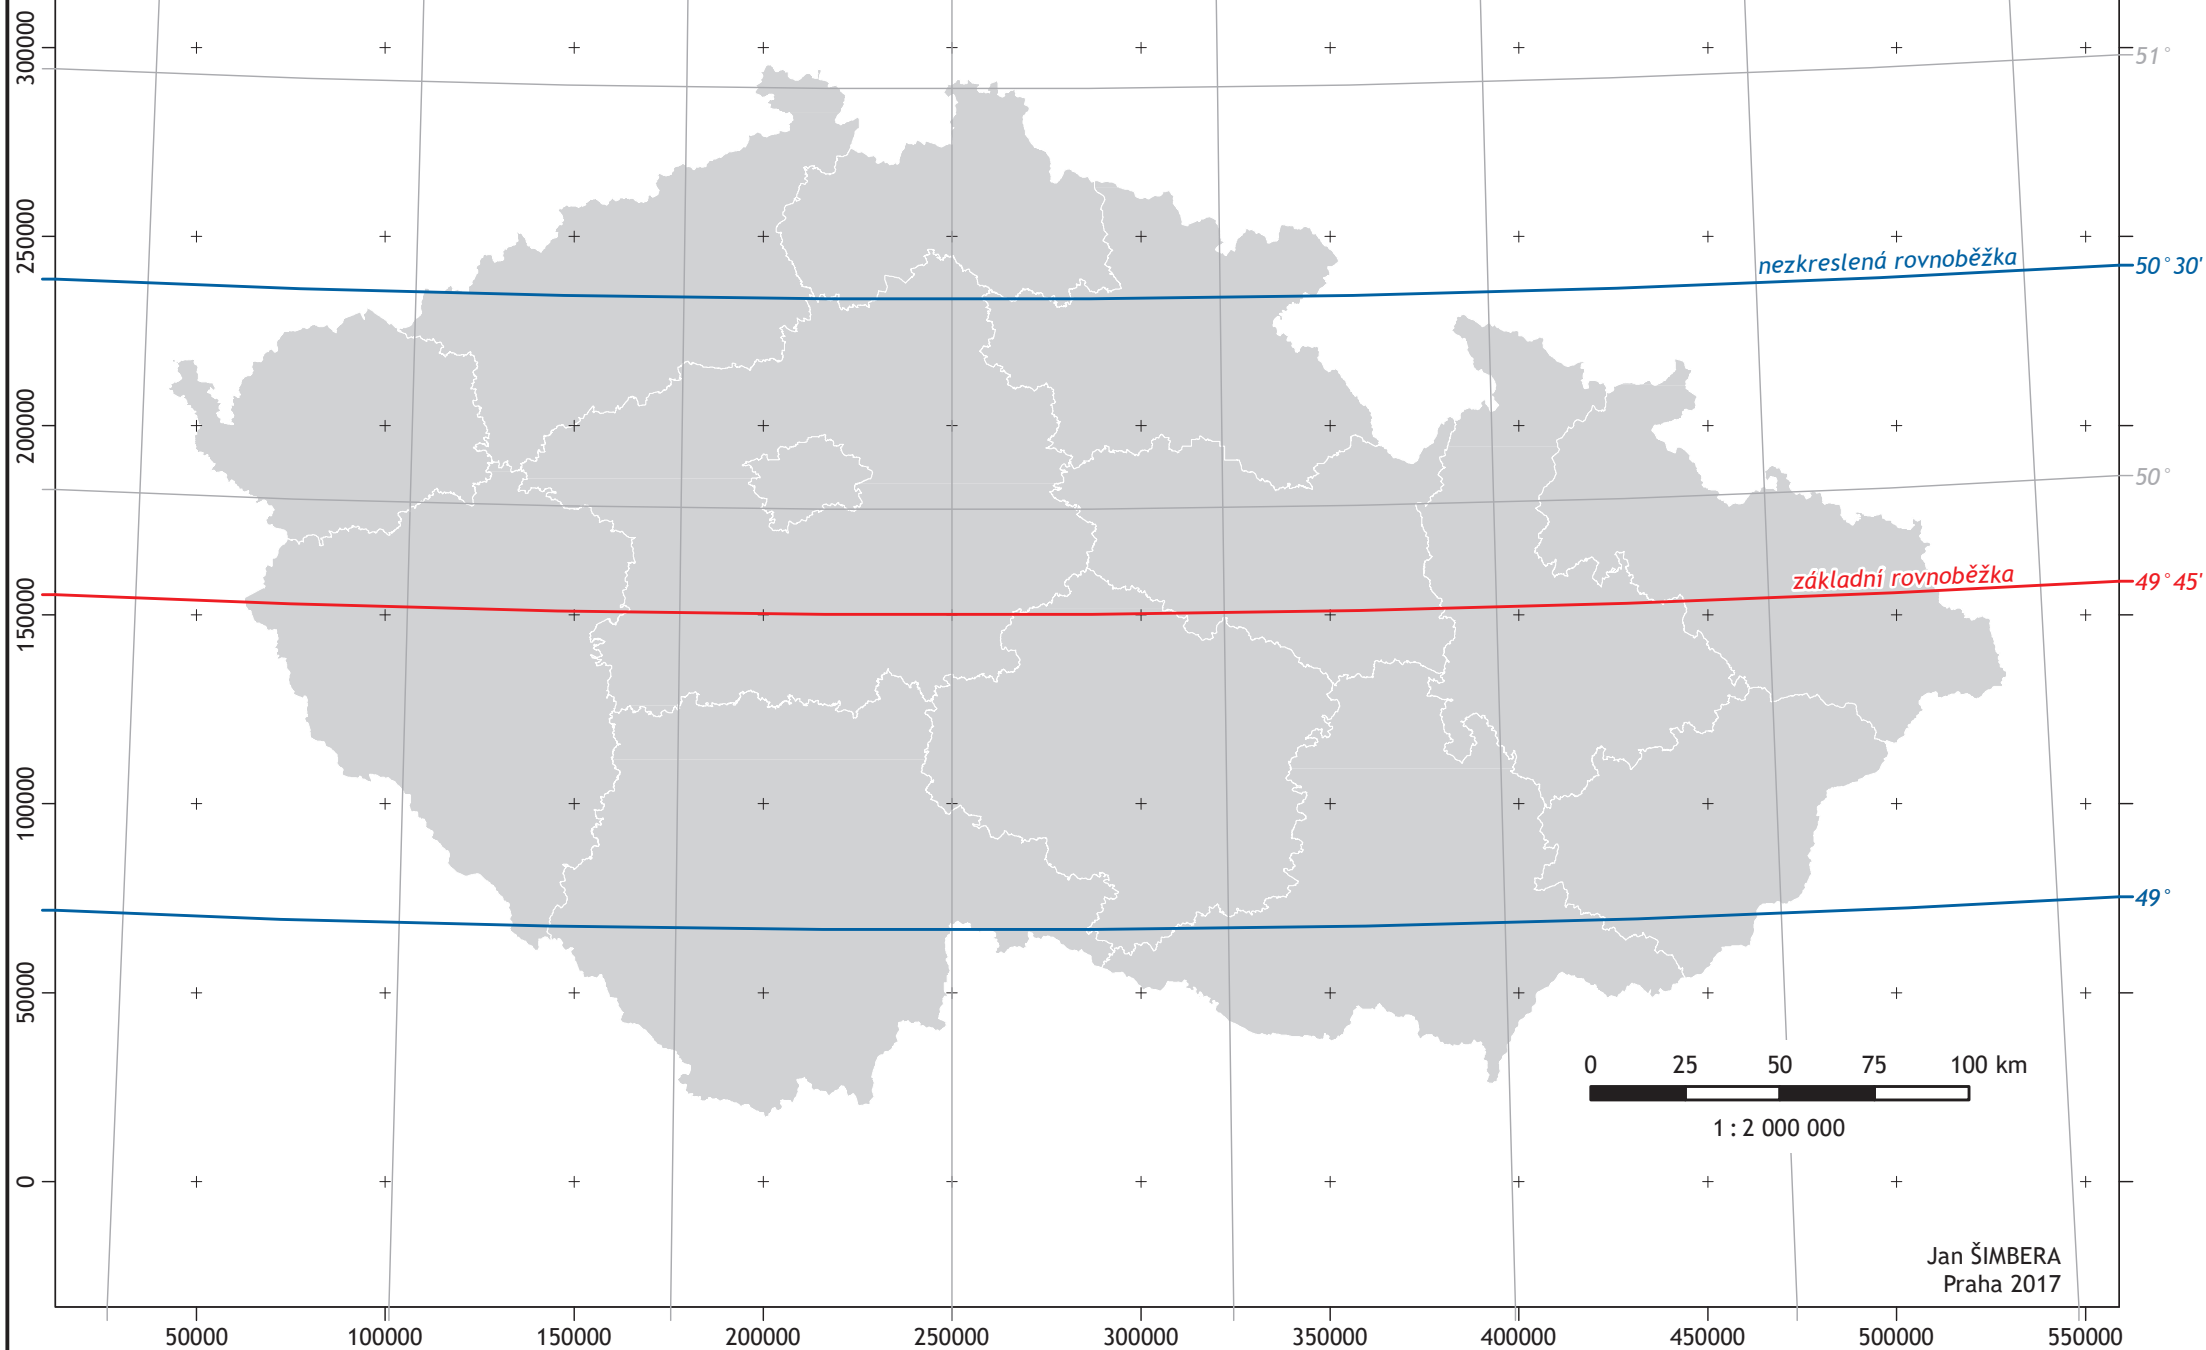 300000
51°
250000
nezkreslená rovnoběžka
50°30'
200000
50°
150000
základní rovnoběžka
49°45'
100000
49°
50000
0 25 50 75 100 km
1 : 2 000 000
0
Jan ŠIMBERA
Praha 2017
50000 100000 150000 200000 250000 300000 350000 400000 450000 500000 550000